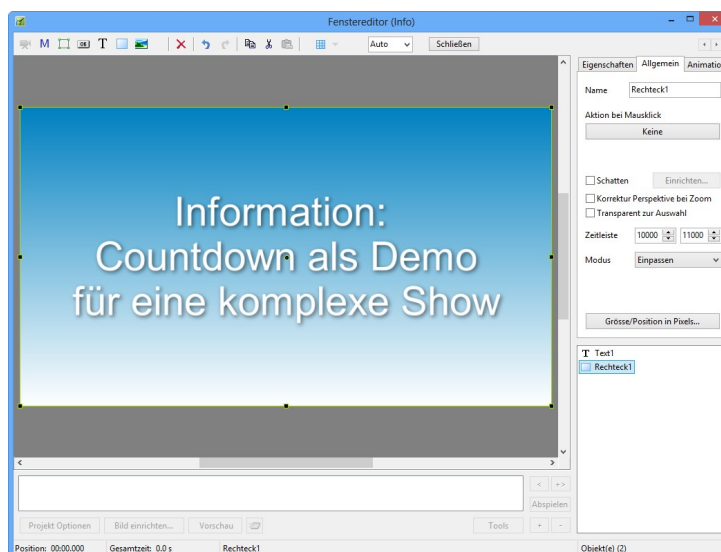 Fenstereditor (Info)
M OK T Auto Schließen
Eigenschaften Allgemein Animatio
Name Rechteck1
Aktion bei Mausklick
Keine
Schatten Einrichten...
Korrektur Perspektive bei Zoom
Transparent zur Auswahl
Zeitleiste 10000 11000
Modus Einpassen
Grösse/Position in Pixels...
Information:
Countdown als Demo
für eine komplexe Show
T Text1
Rechteck1
< +>
Abspielen
Projekt Optionen Bild einrichten... Vorschau Tools + -
Position: 00:00.000 Gesamtzeit: 0.0 s Rechteck1 Objekt(e) (2)